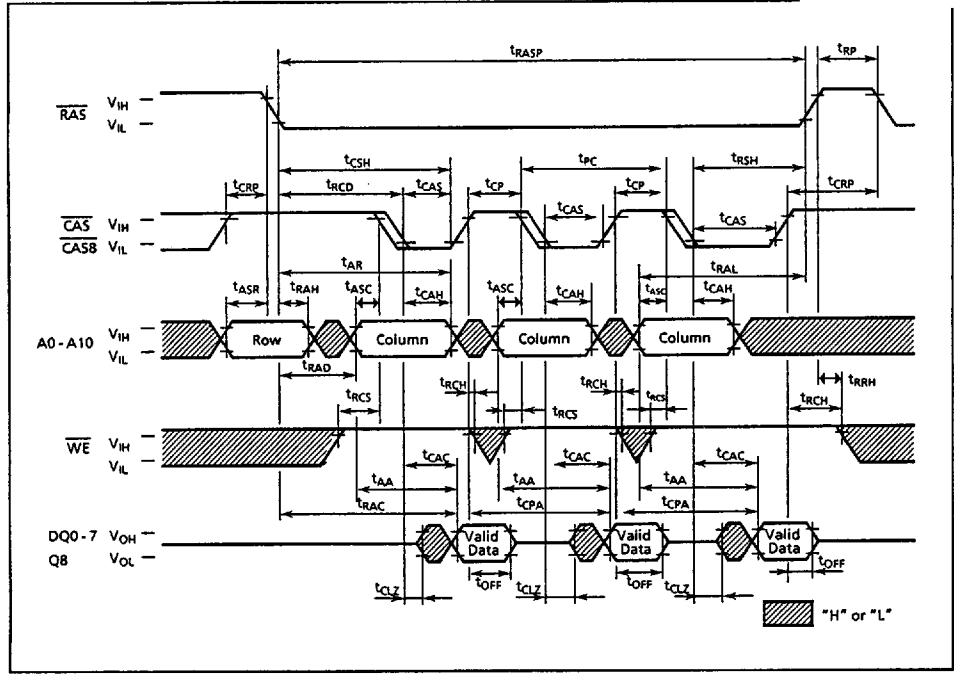 tRASP tRP
RAS VIH
VIL
tCSH tPC tRSH
tCRP tRCD tCAS tCP tCP tCRP
CAS VIH
CAS8 VIL
tCAS tCAS
tAR tRAL
tASR tRAH tASC tCAH tASC tCAH tASC tCAH
A0 - A10 VIH
VIL
Row Column Column Column
tRAD tRCH tRCH tRRH
tRCS tRCS tRCS tRCH
WE VIH
VIL
tCAC tCAC tCAC
tAA tAA tAA
tRAC tCPA tCPA
DQ0 - 7 VOH
Q8 VOL
Valid Data Valid Data Valid Data
tOFF tOFF tOFF
tCLZ tCLZ tCLZ
"H" or "L"